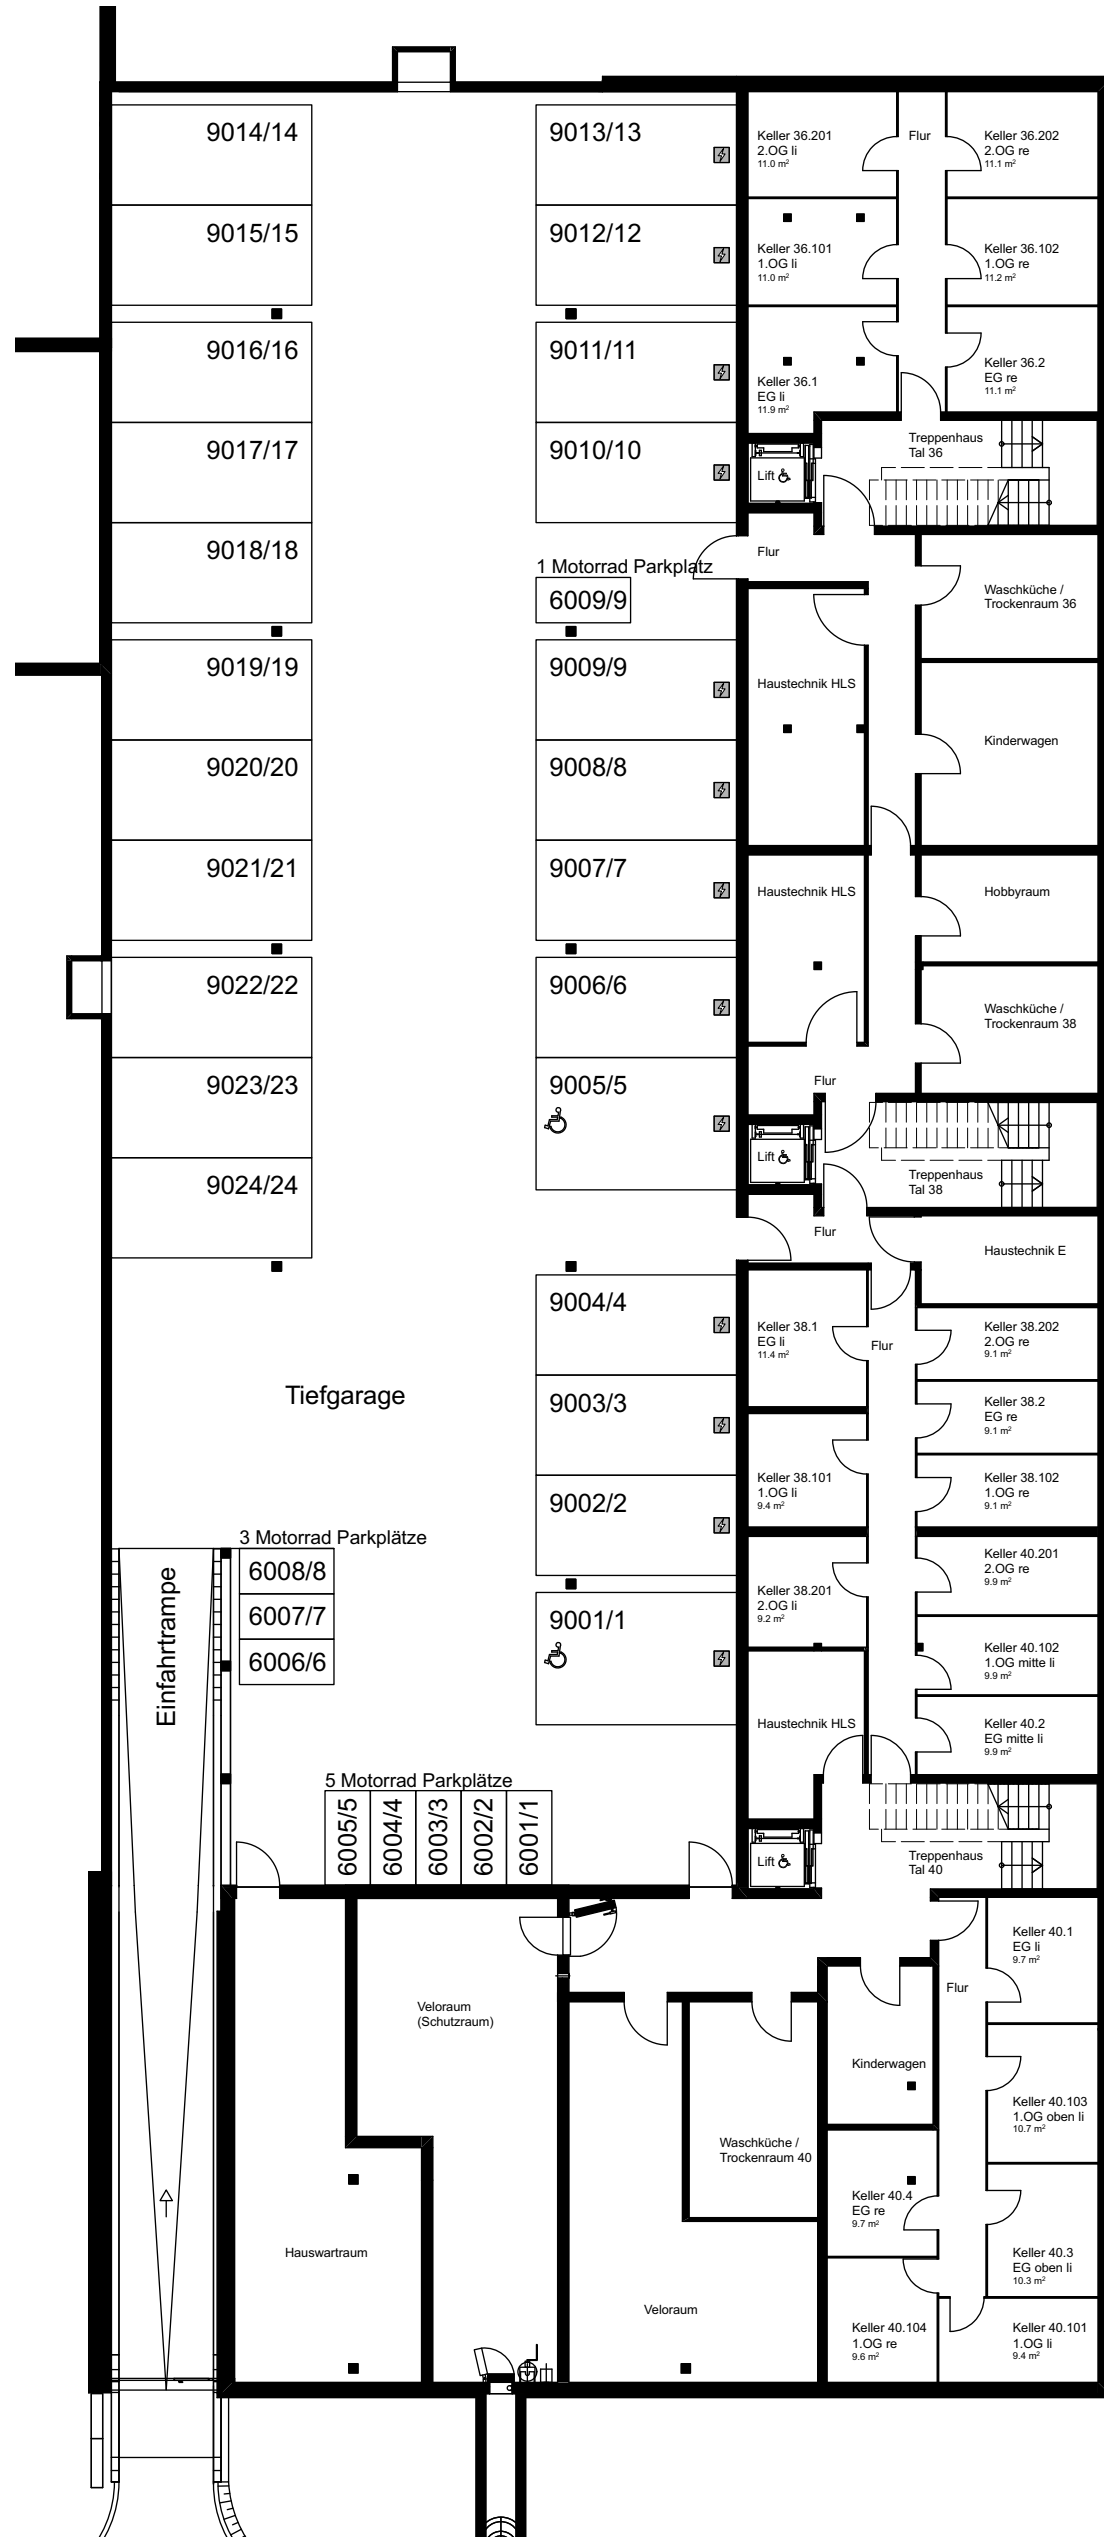 9014/14
9015/15
9016/16
9017/17
9018/18
9019/19
9020/20
9021/21
9022/22
9023/23
9024/24
9013/13
9012/12
9011/11
9010/10
1 Motorrad Parkplatz
6009/9
9009/9
9008/8
9007/7
9006/6
9005/5
9004/4
9003/3
9002/2
9001/1
Tiefgarage
3 Motorrad Parkplätze
6008/8
6007/7
6006/6
Einfahrtrampe
5 Motorrad Parkplätze
6005/5
6004/4
6003/3
6002/2
6001/1
Keller 36.201
2.OG li
11.0 m²
Flur
Keller 36.202
2.OG re
11.1 m²
Keller 36.101
1.OG li
11.0 m²
Keller 36.102
1.OG re
11.2 m²
Keller 36.1
EG li
11.9 m²
Keller 36.2
EG re
11.1 m²
Treppenhaus
Tal 36
Lift
Flur
Waschküche /
Trockenraum 36
Haustechnik HLS
Kinderwagen
Haustechnik HLS
Hobbyraum
Waschküche /
Trockenraum 38
Flur
Lift
Treppenhaus
Tal 38
Flur
Haustechnik E
Keller 38.1
EG li
11.4 m²
Flur
Keller 38.202
2.OG re
9.1 m²
Keller 38.2
EG re
9.1 m²
Keller 38.101
1.OG li
9.4 m²
Keller 38.102
1.OG re
9.1 m²
Keller 38.201
2.OG li
9.2 m²
Keller 40.201
2.OG re
9.9 m²
Keller 40.102
1.OG mitte li
9.9 m²
Haustechnik HLS
Keller 40.2
EG mitte li
9.9 m²
Lift
Treppenhaus
Tal 40
Keller 40.1
EG li
9.7 m²
Flur
Veloraum
(Schutzraum)
Kinderwagen
Keller 40.103
1.OG oben li
10.7 m²
Waschküche /
Trockenraum 40
Keller 40.4
EG re
9.7 m²
Hauswartraum
Keller 40.3
EG oben li
10.3 m²
Veloraum
Keller 40.104
1.OG re
9.6 m²
Keller 40.101
1.OG li
9.4 m²